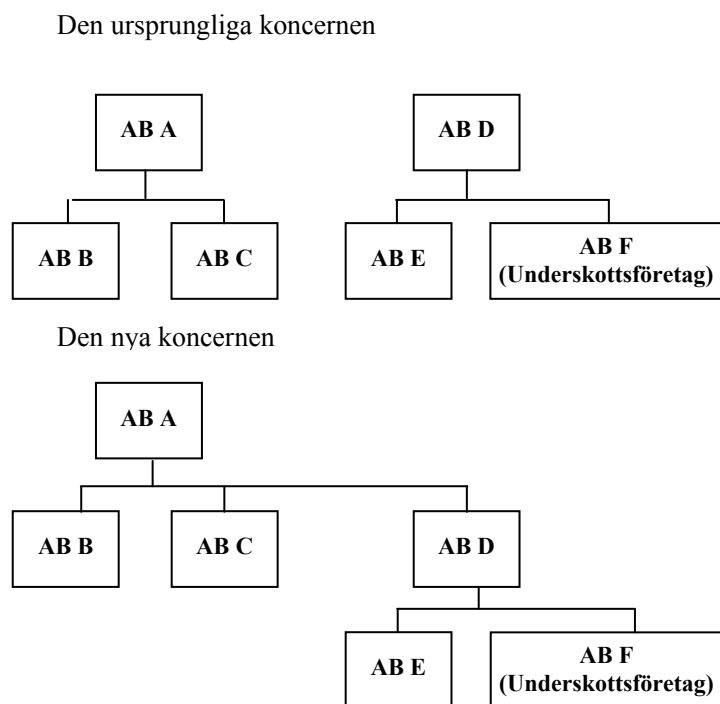 Den ursprungliga koncernen
AB A
AB D
AB B
AB C
AB E
AB F
(Underskottsföretag)
Den nya koncernen
AB A
AB B
AB C
AB D
AB E
AB F
(Underskottsföretag)